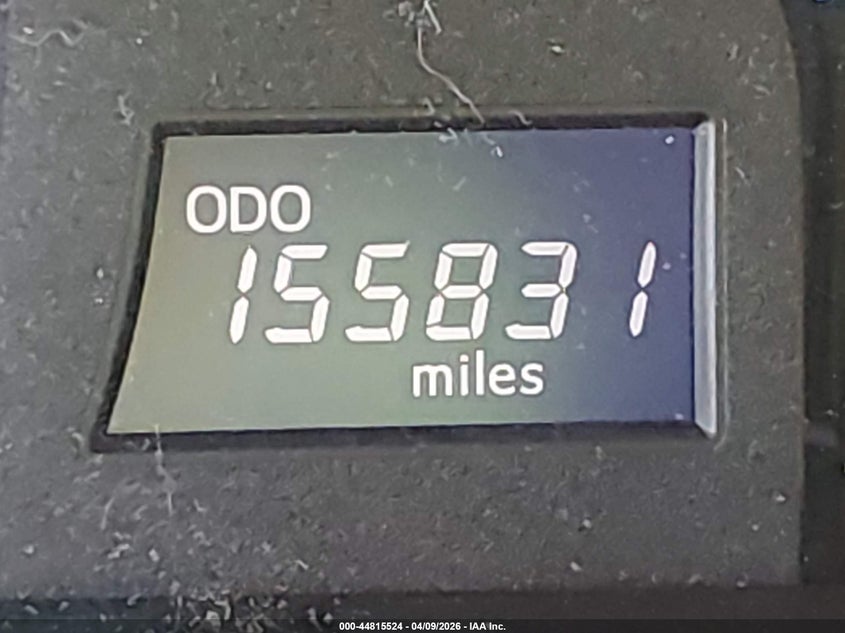 ODO
155831
miles
000-44815524 - 04/09/2026 - IAA Inc.